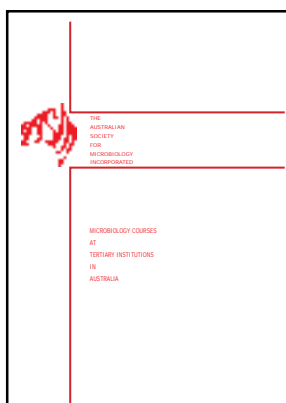 THE
AUSTRALIAN
SOCIETY
FOR
MICROBIOLOGY
INCORPORATED
MICROBIOLOGY COURSES
AT
TERTIARY INSTITUTIONS
IN
AUSTRALIA